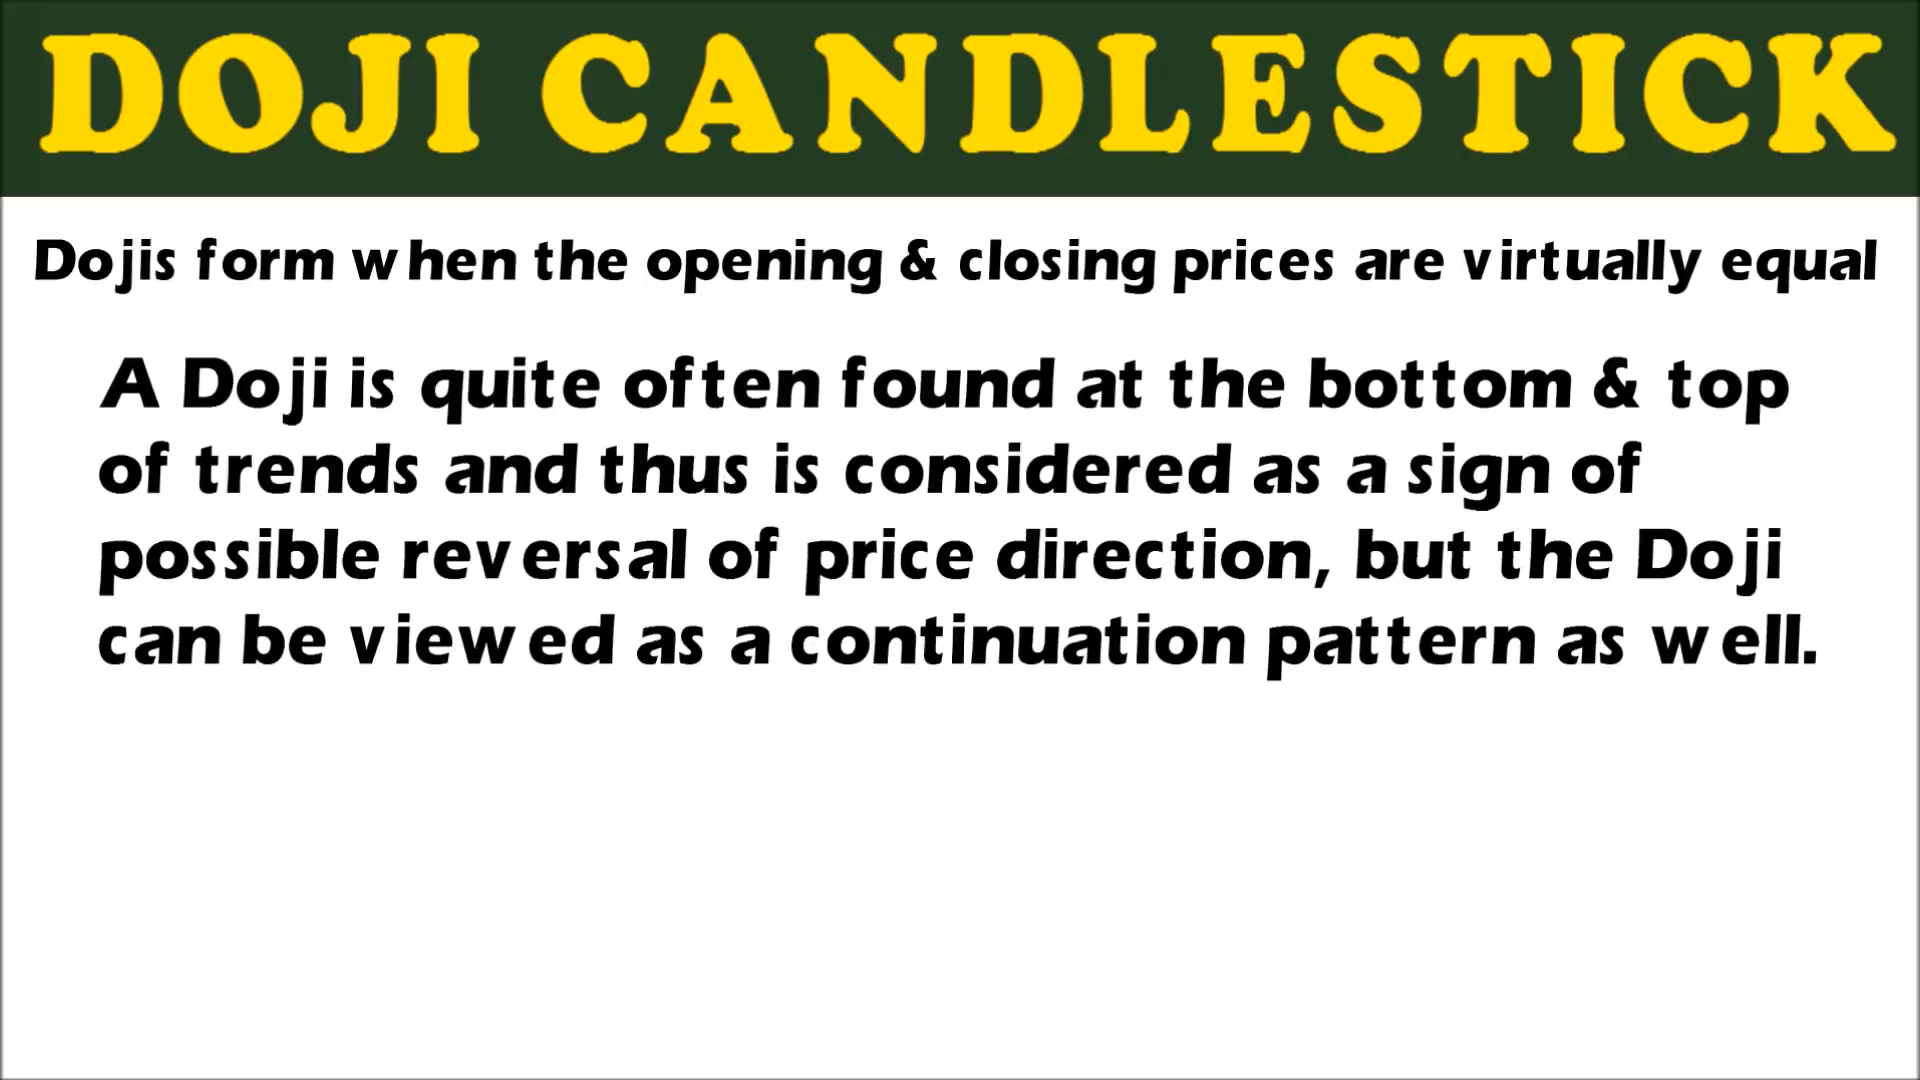 DOJI CANDLESTICK
Dojis form when the opening & closing prices are virtually equal
A Doji is quite often found at the bottom & top
of trends and thus is considered as a sign of
possible reversal of price direction, but the Doji
can be viewed as a continuation pattern as well.